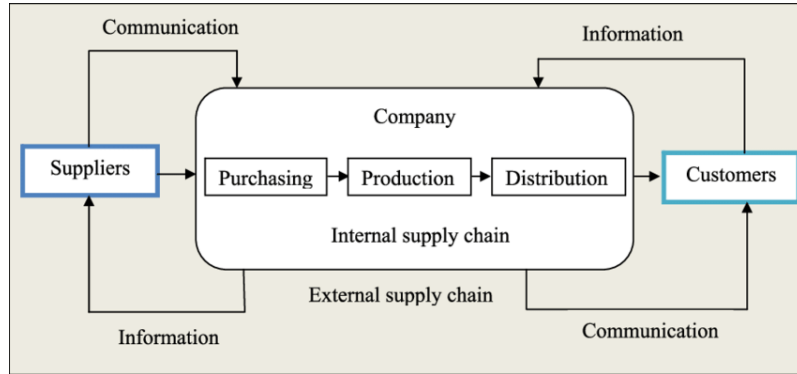 Communication
Information
Company
Suppliers
Purchasing
Production
Distribution
Customers
Internal supply chain
External supply chain
Information
Communication